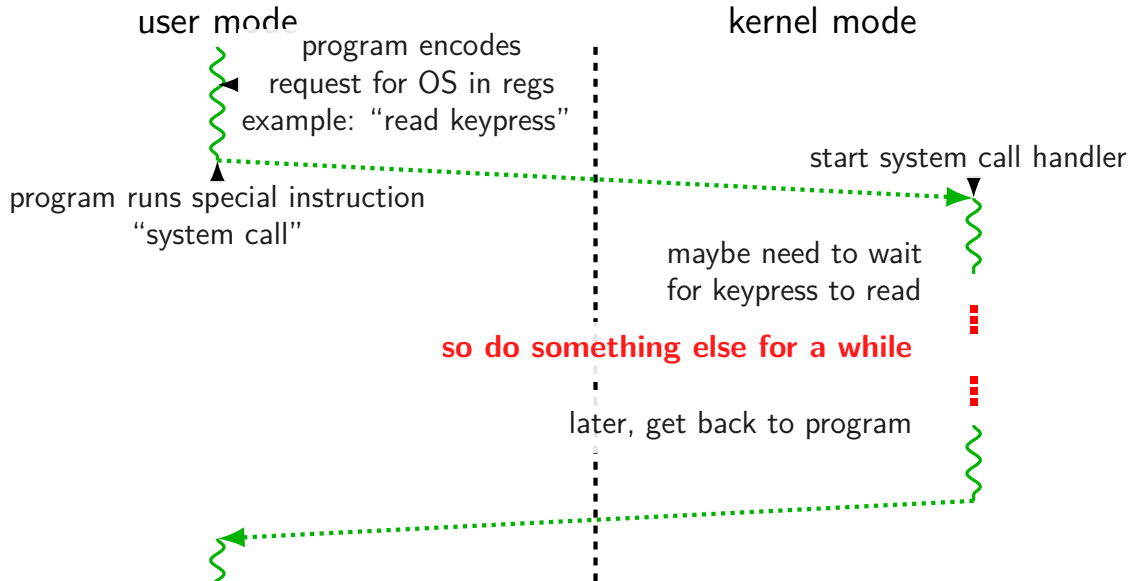 user mode
kernel mode
program encodes
request for OS in regs
example: “read keypress”
start system call handler
program runs special instruction
“system call”
maybe need to wait
for keypress to read
so do something else for a while
later, get back to program